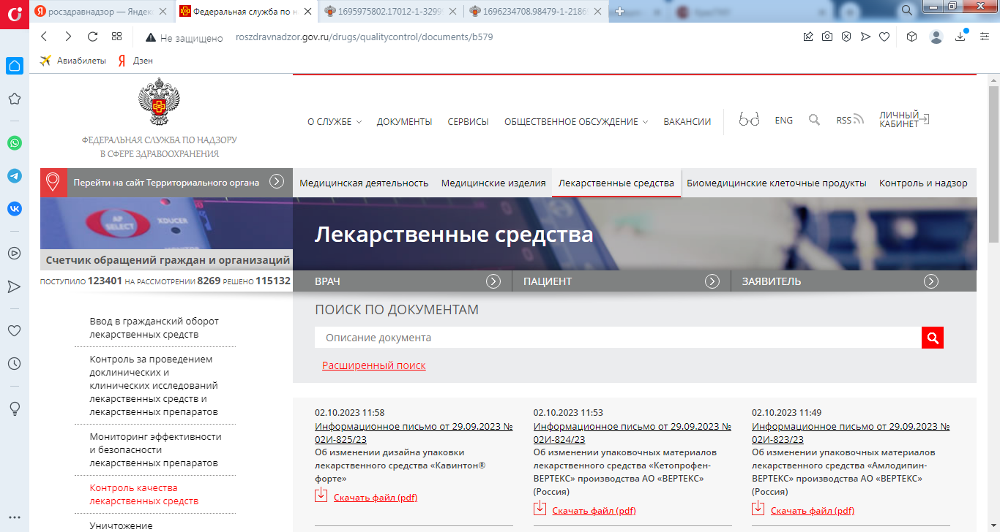 росздравнадзор — Яндекс
Федеральная служба по н
1695975802.17012-1-3299
1696234708.98479-1-2186
Не защищено
roszdravnadzor.gov.ru/drugs/qualitycontrol/documents/b579
Авиабилеты
Я Дзен
ФЕДЕРАЛЬНАЯ СЛУЖБА ПО НАДЗОРУ
В СФЕРЕ ЗДРАВООХРАНЕНИЯ
О СЛУЖБЕ
ДОКУМЕНТЫ
СЕРВИСЫ
ОБЩЕСТВЕННОЕ ОБСУЖДЕНИЕ
ВАКАНСИИ
ENG
RSS
ЛИЧНЫЙ
КАБИНЕТ
Перейти на сайт Территориального органа
Медицинская деятельность
Медицинские изделия
Лекарственные средства
Биомедицинские клеточные продукты
Контроль и надзор
AP
SELECT
XDUCER
Лекарственные средства
Счетчик обращений граждан и организаций
ПОСТУПИЛО 123401 НА РАССМОТРЕНИИ 8269 РЕШЕНО 115132
ВРАЧ
ПАЦИЕНТ
ЗАЯВИТЕЛЬ
Ввод в гражданский оборот
лекарственных средств
Контроль за проведением
доклинических и
клинических исследований
лекарственных средств и
лекарственных препаратов
Мониторинг эффективности
и безопасности
лекарственных препаратов
Контроль качества
лекарственных средств
Уничтожение
ПОИСК ПО ДОКУМЕНТАМ
Описание документа
Расширенный поиск
02.10.2023 11:58
Информационное письмо от 29.09.2023 №
02И-825/23
Об изменении дизайна упаковки
лекарственного средства «Кавинтон®
форте»
Скачать файл (pdf)
02.10.2023 11:53
Информационное письмо от 29.09.2023 №
02И-824/23
Об изменении упаковочных материалов
лекарственного средства «Кетопрофен-
ВЕРТЕКС» производства АО «ВЕРТЕКС»
(Россия)
Скачать файл (pdf)
02.10.2023 11:49
Информационное письмо от 29.09.2023 №
02И-823/23
Об изменении упаковочных материалов
лекарственного средства «Амлодипин-
ВЕРТЕКС» производства АО «ВЕРТЕКС»
(Россия)
Скачать файл (pdf)